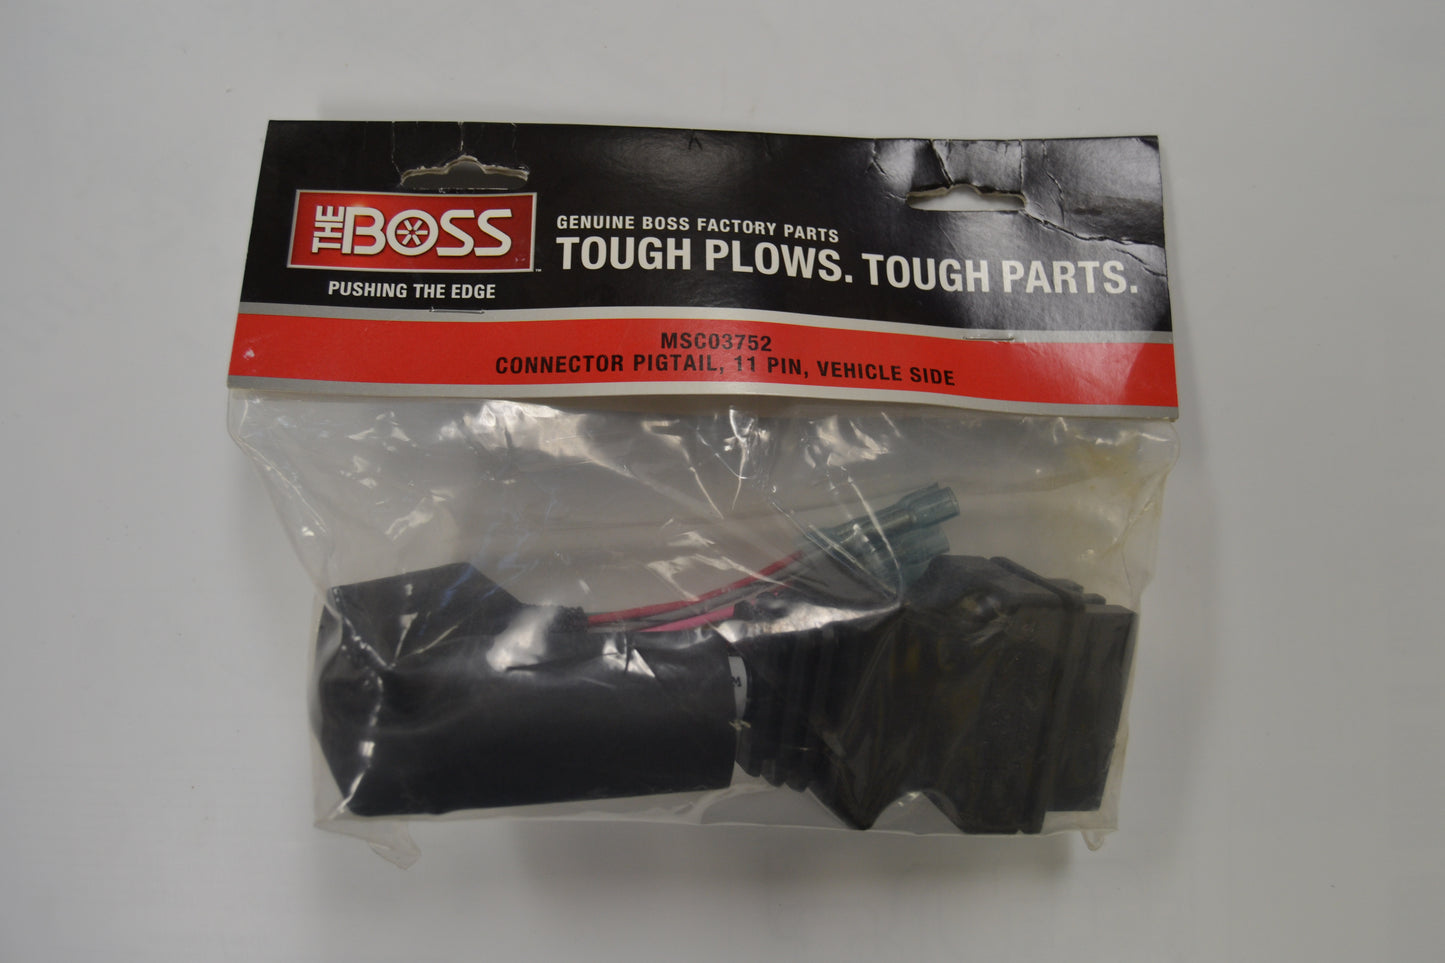 THE BOSS
™
PUSHING THE EDGE
GENUINE BOSS FACTORY PARTS
TOUGH PLOWS. TOUGH PARTS.
MSC03752
CONNECTOR PIGTAIL, 11 PIN, VEHICLE SIDE